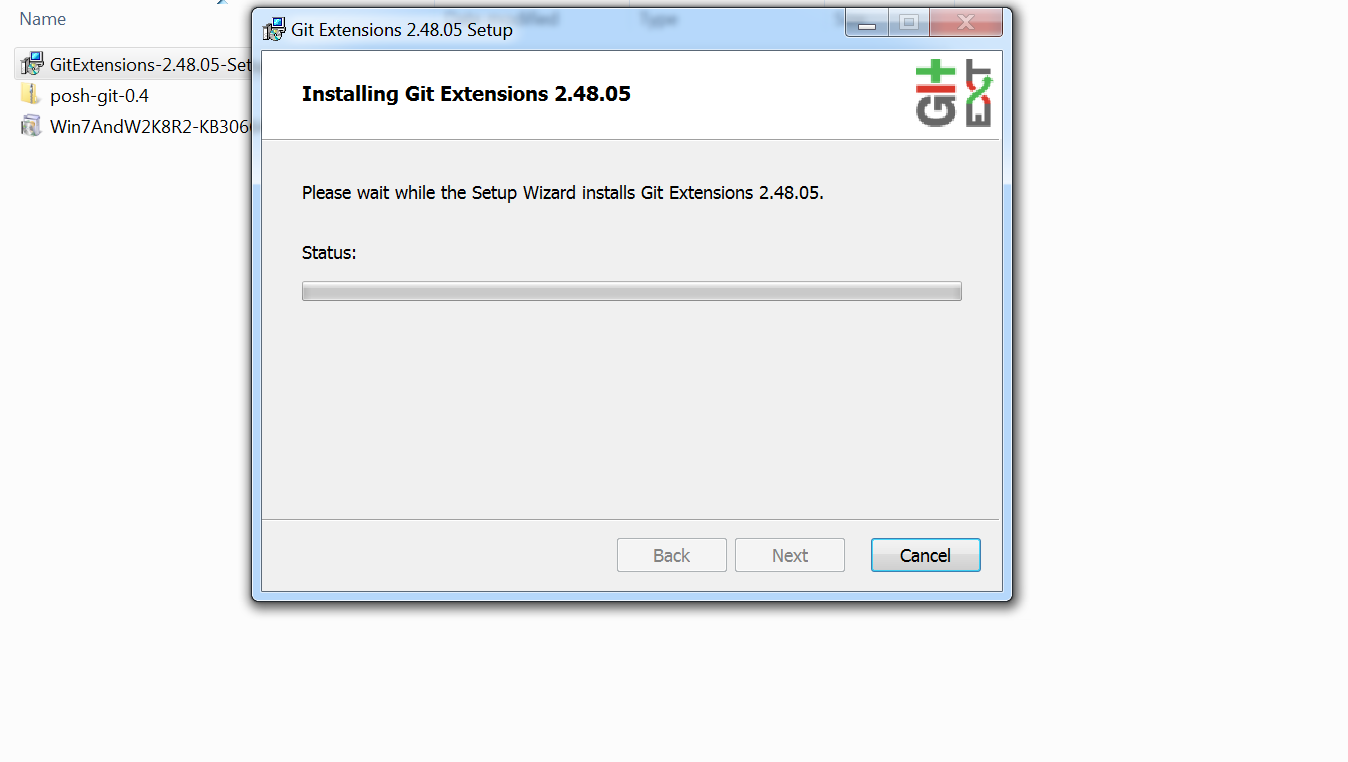 Name
Git Extensions 2.48.05 Setup
GitExtensions-2.48.05-Set
posh-git-0.4
Win7AndW2K8R2-KB306
Installing Git Extensions 2.48.05
Git
EXT
Please wait while the Setup Wizard installs Git Extensions 2.48.05.
Status:
Back
Next
Cancel